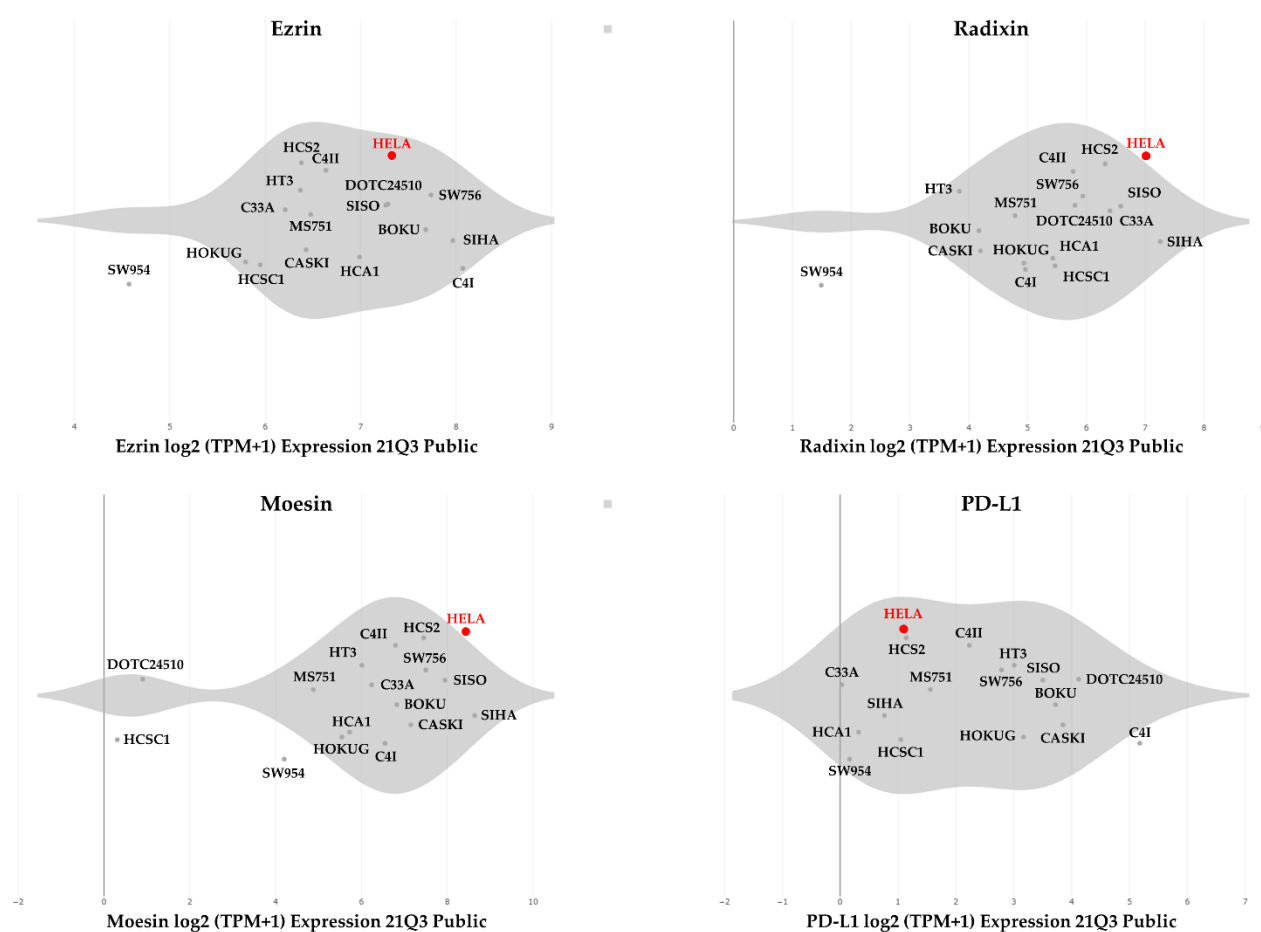 Ezrin
HELA
HCS2
C4II
HT3
DOTC24510
SW756
C33A
SISO
MS751
BOKU
SIHA
HOKUG
CASKI
HCA1
SW954
HCSC1
C4I
4 5 6 7 8 9
Ezrin log2 (TPM+1) Expression 21Q3 Public
Radixin
HELA
HCS2
C4II
HT3
SW756
SISO
MS751
DOTC24510
C33A
BOKU
SIHA
CASKI
HOKUG
HCA1
SW954
C4I
HCSC1
0 1 2 3 4 5 6 7 8
Radixin log2 (TPM+1) Expression 21Q3 Public
Moesin
HELA
HCS2
C4II
HT3
SW756
DOTC24510
MS751
C33A
SISO
BOKU
SIHA
HCA1
CASKI
HCSC1
HOKUG
C4I
SW954
−2 0 2 4 6 8 10
Moesin log2 (TPM+1) Expression 21Q3 Public
PD-L1
HELA
HCS2
C4II
HT3
C33A
MS751
SW756
SISO
DOTC24510
BOKU
SIHA
HCA1
HCSC1
HOKUG
CASKI
C4I
SW954
−2 −1 0 1 2 3 4 5 6 7
PD-L1 log2 (TPM+1) Expression 21Q3 Public